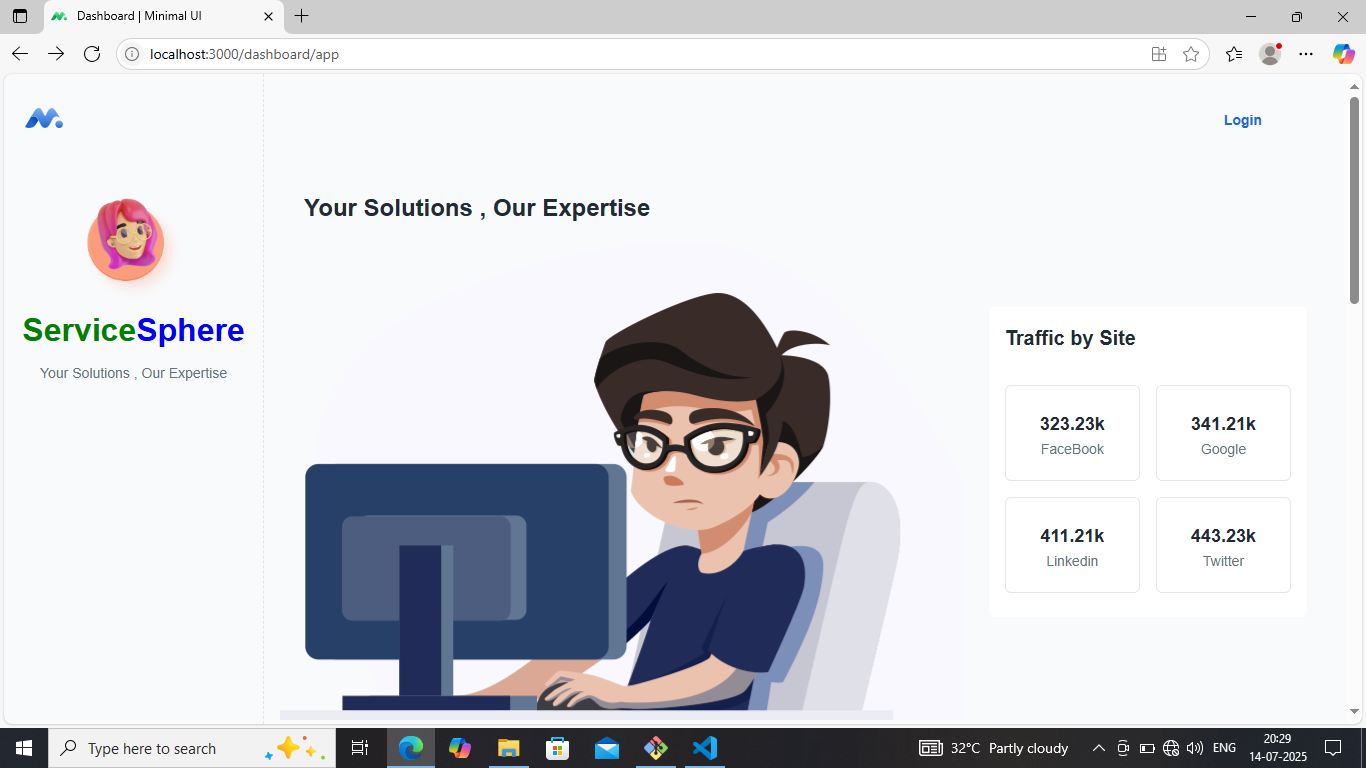 Dashboard | Minimal UI
localhost:3000/dashboard/app
Login
ServiceSphere
Your Solutions , Our Expertise
Your Solutions , Our Expertise
Traffic by Site
323.23k
FaceBook
341.21k
Google
411.21k
Linkedin
443.23k
Twitter
Type here to search
32°C Partly cloudy
ENG
20:29
14-07-2025